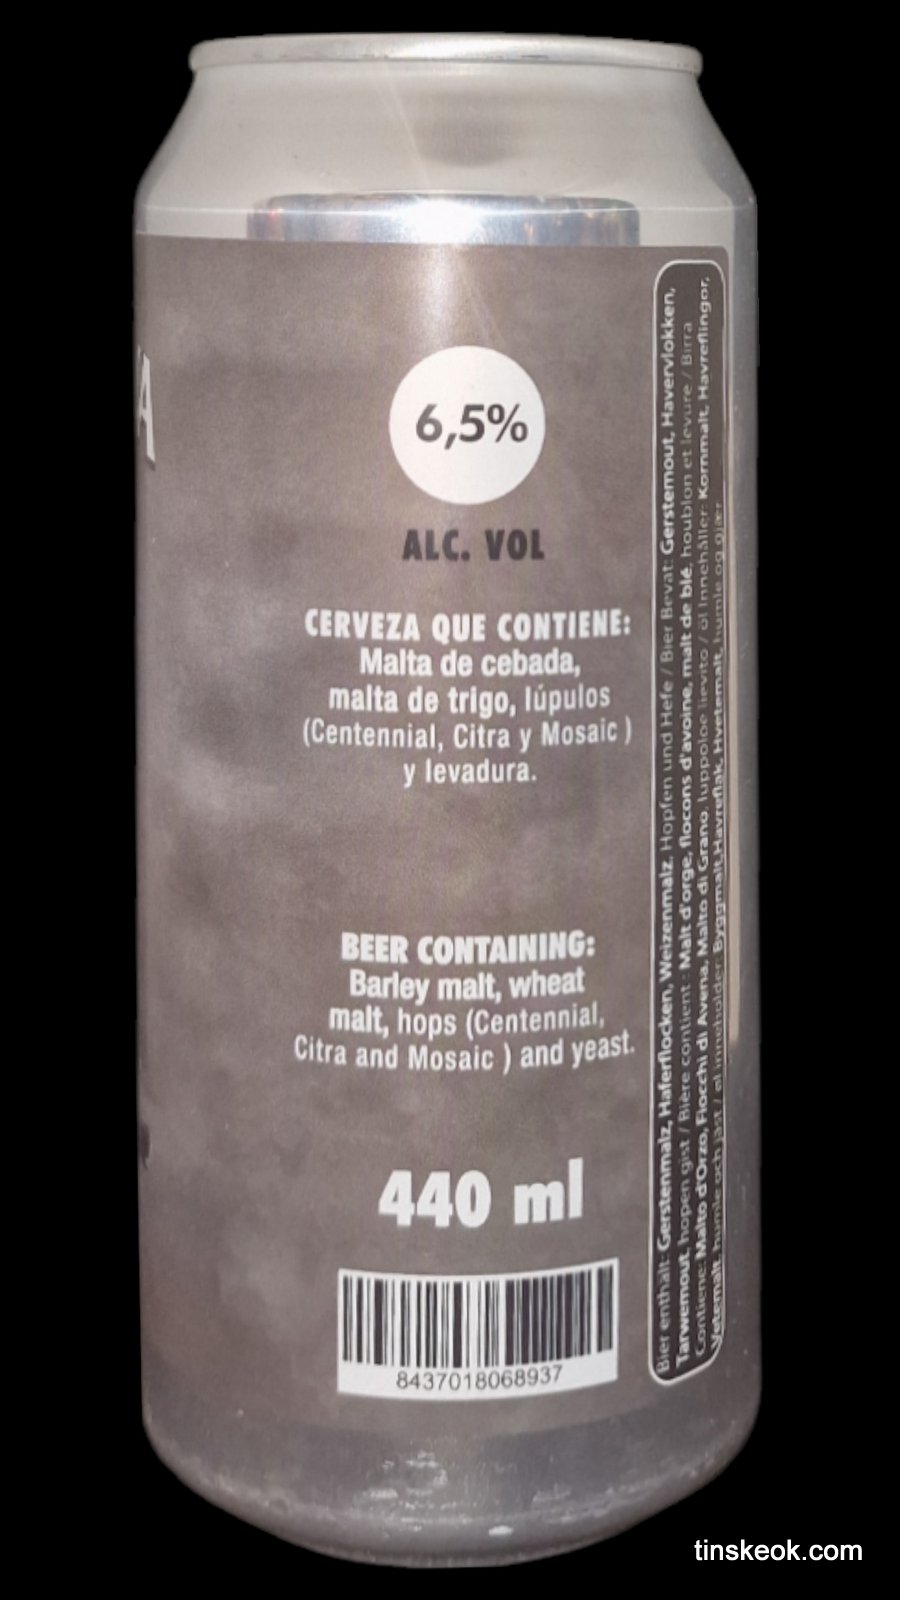 A
6,5%
ALC. VOL
CERVEZA QUE CONTIENE:
Malta de cebada,
malta de trigo, lúpulos
(Centennial, Citra y Mosaic )
y levadura.
BEER CONTAINING:
Barley malt, wheat
malt, hops (Centennial,
Citra and Mosaic ) and yeast.
440 ml
8437018068937
Bier enthält: Gerstenmalz, Haferflocken, Weizenmalz, Hopfen und Hefe / Bier Bevat: Gerstemout, Havervlokken,
Tarwemout, hopen gist / Bière contient : Malt d'orge, flocons d'avoine, malt de blé, houblon et levure / Birra
Contiene: Malto d'Orzo, Fiocchi di Avena, Malto di Grano, luppoloe lievito / öl Innehåller: Kornmalt, Havreflingor,
Vetemalt, humle och jäst / øl inneholder: Byggmalt,Havreflak, Hvetemalt, humle og gjær
tinskeok.com